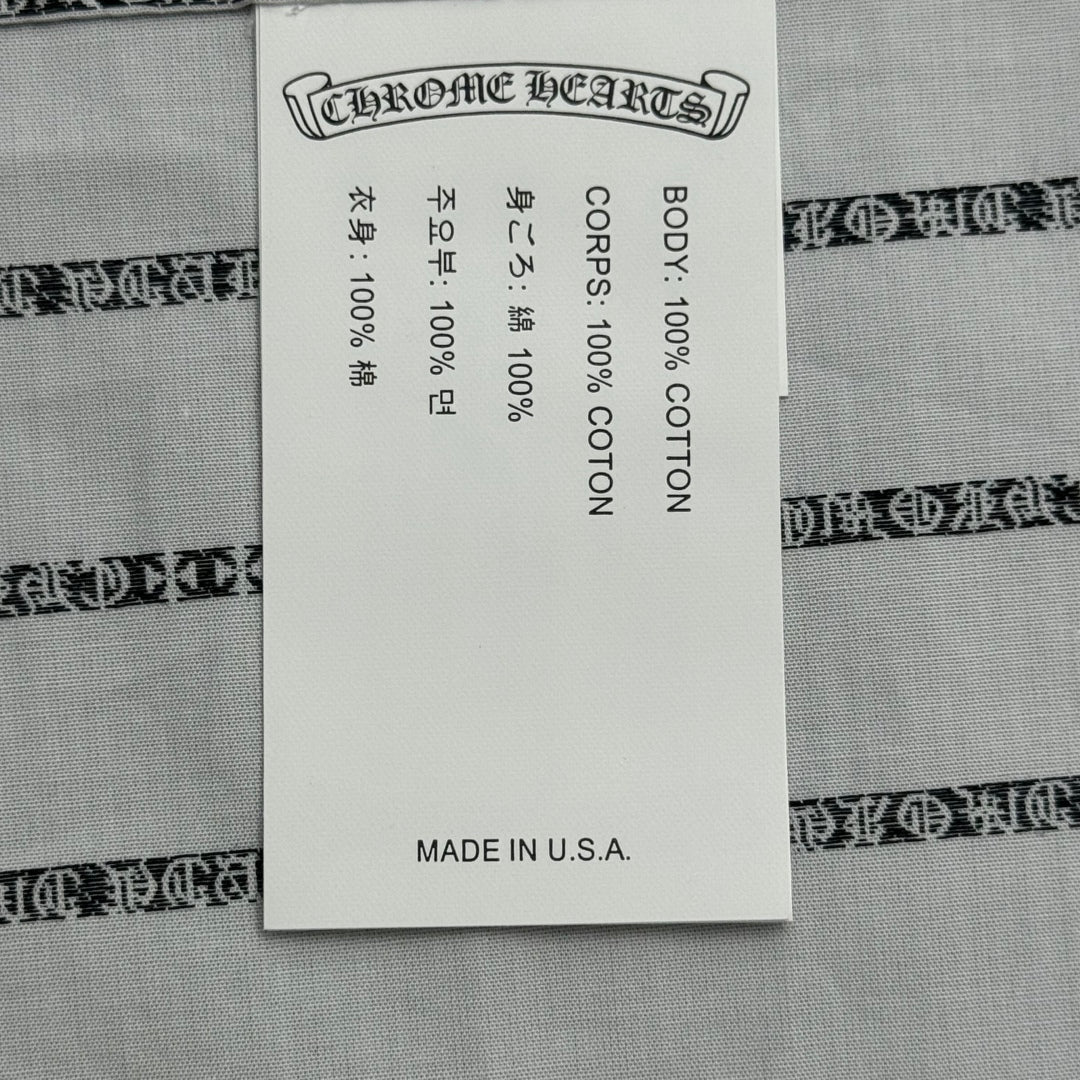 CHROME HEARTS
BODY: 100% COTTON
CORPS: 100% COTON
身ごろ: 綿 100%
주요부: 100% 면
衣身: 100% 棉
MADE IN U.S.A.